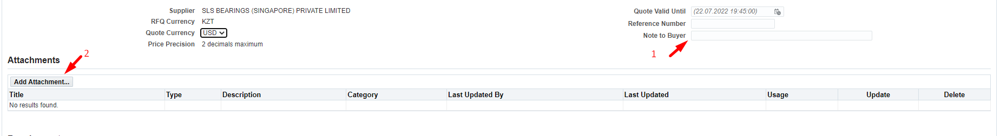 Supplier SLS BEARINGS (SINGAPORE) PRIVATE LIMITED
RFQ Currency KZT
Quote Currency USD
Price Precision 2 decimals maximum
Quote Valid Until (22.07.2022 19:45:00)
Reference Number
Note to Buyer
1
2
Attachments
Add Attachment...
Title Type Description Category Last Updated By Last Updated Usage Update Delete
No results found.